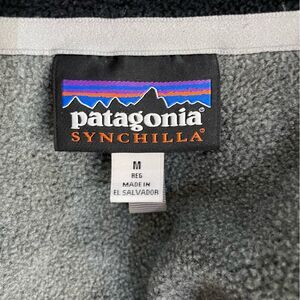 patagonia®
SYNCHILLA®
M
REG
MADE IN
EL SALVADOR